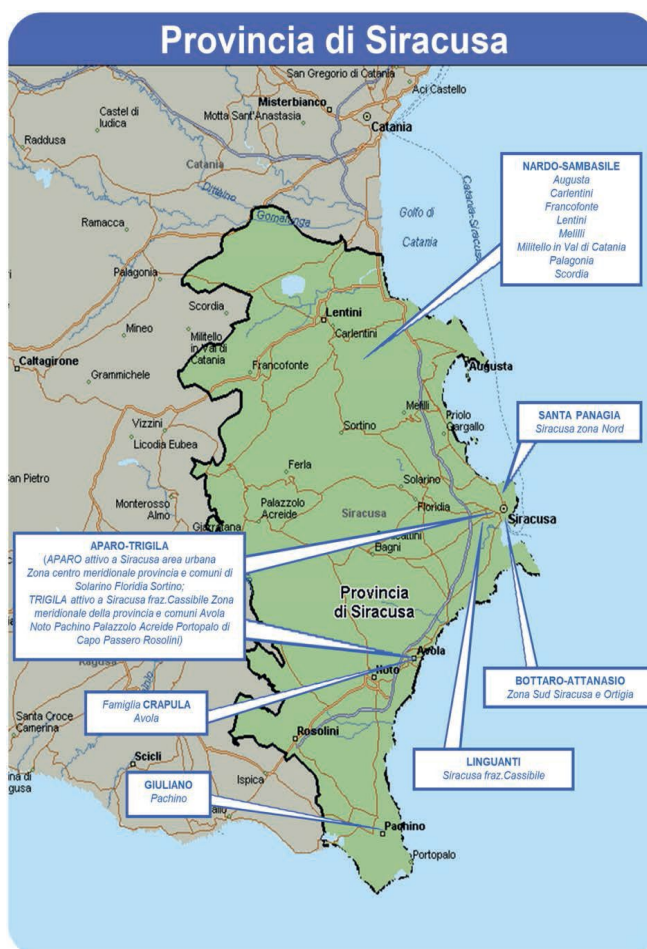 Provincia di Siracusa
San Gregorio di Catania
Aci Castello
Misterbianco
Motta Sant'Anastasia
Catania
Castel di
Iudica
Raddusa
Catania
Dittaino
Gornalunga
Golfo di
Catania
Catania-Siracusa
Ramacca
Palagonia
NARDO-SAMBASILE
Augusta
Carlentini
Francofonte
Lentini
Melilli
Militello in Val di Catania
Palagonia
Scordia
Scordia
Lentini
Carlentini
Mineo
Militello
in Val di
Catania
Caltagirone
Grammichele
Francofonte
Augusta
Melilli
Priolo
Gargallo
SANTA PANAGIA
Siracusa zona Nord
Vizzini
Licodia Eubea
Sortino
San Pietro
Ferla
Solarino
Monterosso
Almo
Palazzolo
Acreide
Siracusa
Floridia
Siracusa
Giarratana
Bagni
APARO-TRIGILA
(APARO attivo a Siracusa area urbana
Zona centro meridionale provincia e comuni di
Solarino Floridia Sortino;
TRIGILA attivo a Siracusa fraz.Cassibile Zona
meridionale della provincia e comuni Avola
Noto Pachino Palazzolo Acreide Portopalo di
Capo Passero Rosolini)
Provincia
di Siracusa
Ragusa
Avola
Noto
BOTTARO-ATTANASIO
Zona Sud Siracusa e Ortigia
Famiglia CRAPULA
Avola
Santa Croce
Camerina
Rosolini
Scicli
LINGUANTI
Siracusa fraz.Cassibile
Ispica
GIULIANO
Pachino
Pachino
Portopalo